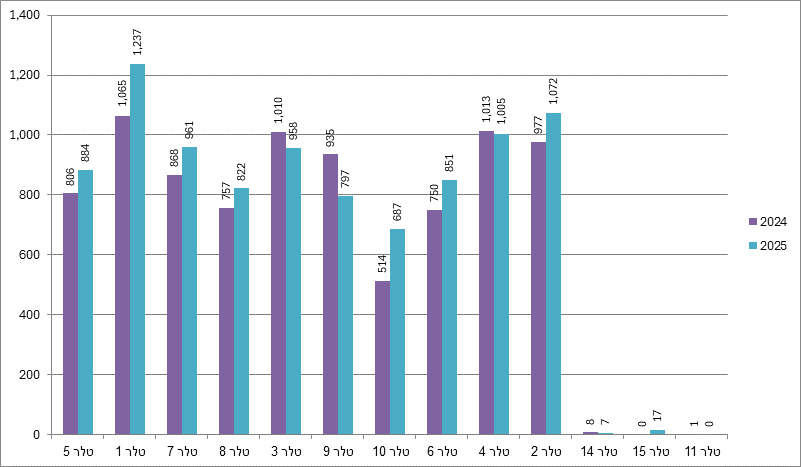 1,400
1,200
1,000
800
600
400
200
0
806 884
1,065 1,237
868 961
757 822
1,010 958
935 797
514 687
750 851
1,013 1,005
977 1,072
8 7
0 17
1 0
טלר 5
טלר 1
טלר 7
טלר 8
טלר 3
טלר 9
טלר 10
טלר 6
טלר 4
טלר 2
טלר 14
טלר 15
טלר 11
2024
2025